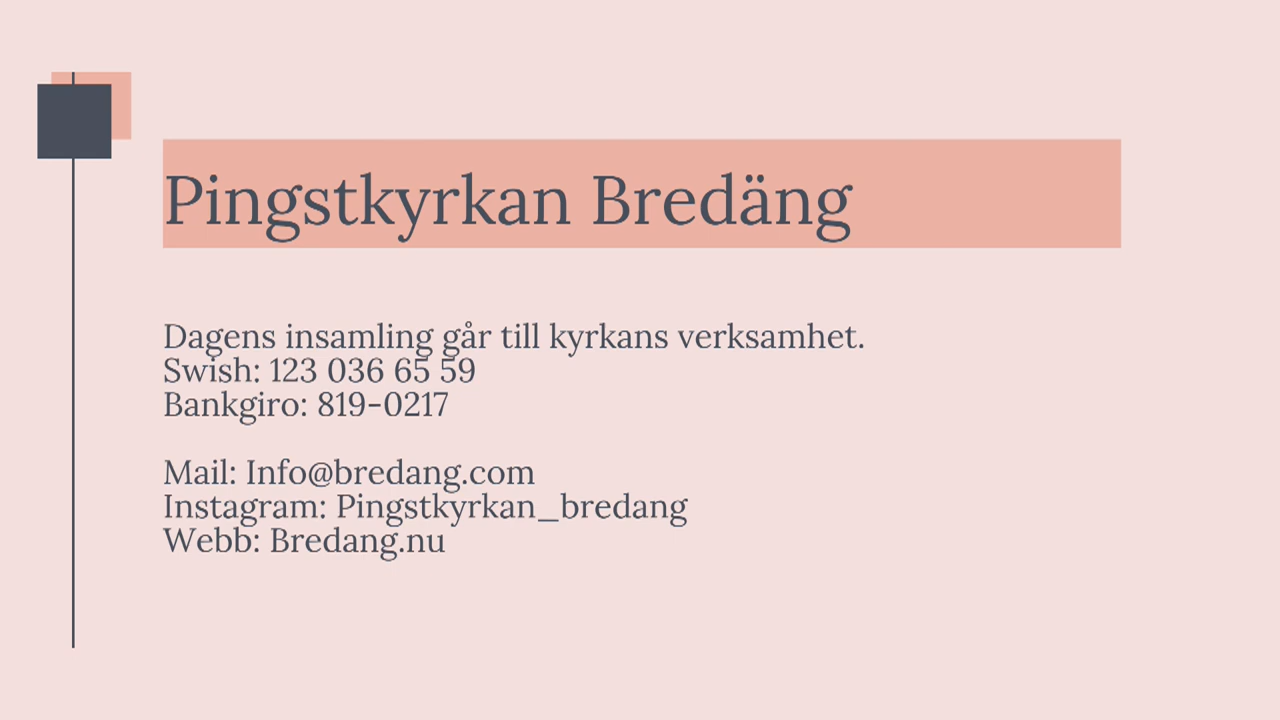 Pingstkyrkan Bredäng
Dagens insamling går till kyrkans verksamhet.
Swish: 123 036 65 59
Bankgiro: 819-0217
Mail: Info@bredang.com
Instagram: Pingstkyrkan_bredang
Webb: Bredang.nu